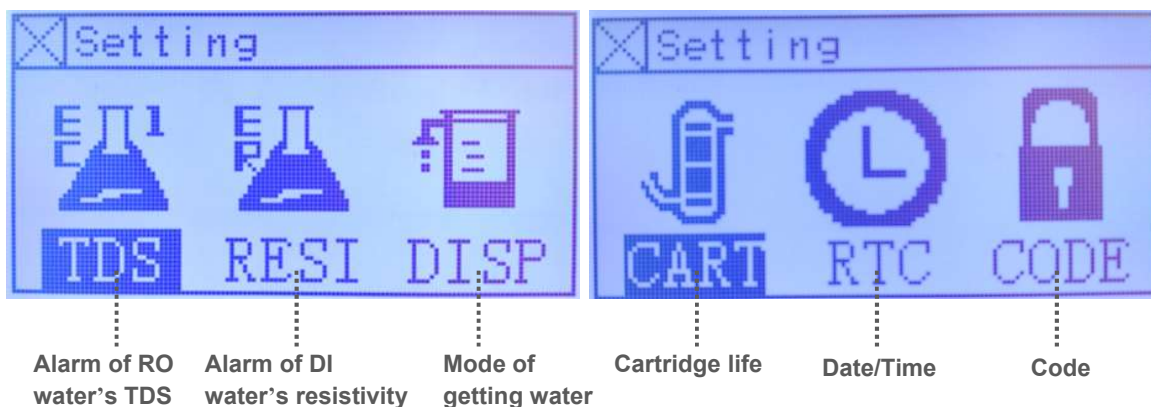 Setting
Setting
E 1
C
E
R
TDS RESI DISP
CART RTC CODE
Alarm of RO
water's TDS
Alarm of DI
water's resistivity
Mode of
getting water
Cartridge life
Date/Time
Code